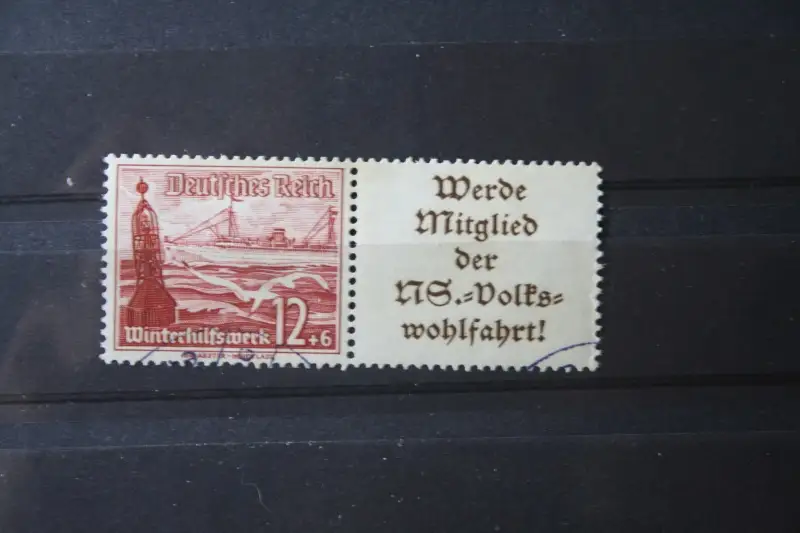 Deutsches Reich
Winterhilfswerk 12+6
Werde
Mitglied
der
NS.=Volks=
wohlfahrt!